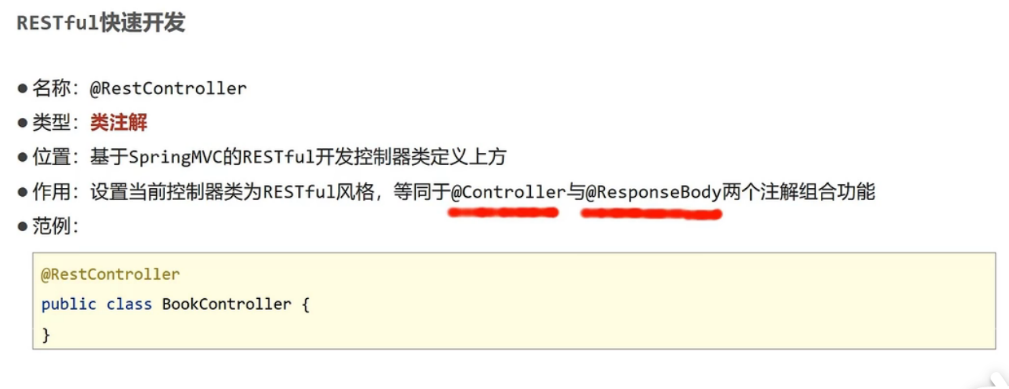 RESTful快速开发
● 名称：@RestController
● 类型：类注解
● 位置：基于SpringMVC的RESTful开发控制器类定义上方
● 作用：设置当前控制器类为RESTful风格，等同于@Controller与@ResponseBody两个注解组合功能
● 范例：
@RestController
public class BookController {
}